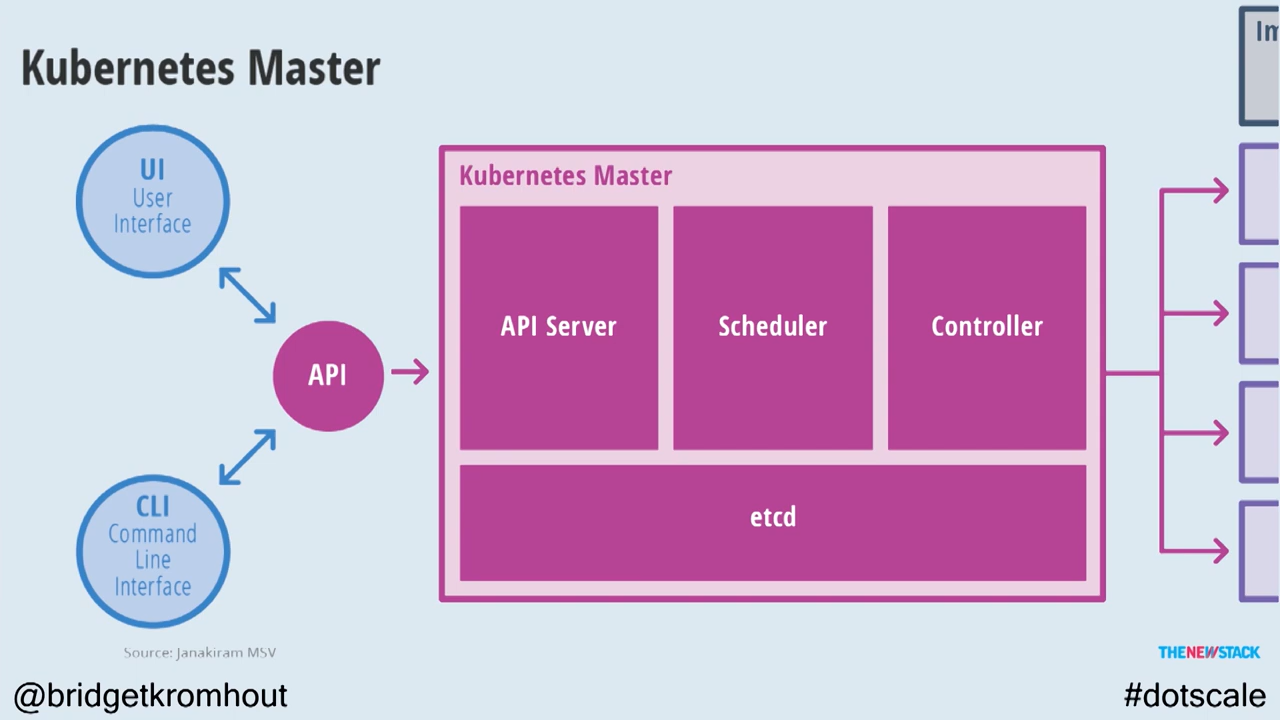 Kubernetes Master
UI
User
Interface
API
CLI
Command
Line
Interface
Kubernetes Master
API Server
Scheduler
Controller
etcd
Source: Janakiram MSV
THENEWSTACK
@bridgetkromhout
#dotscale